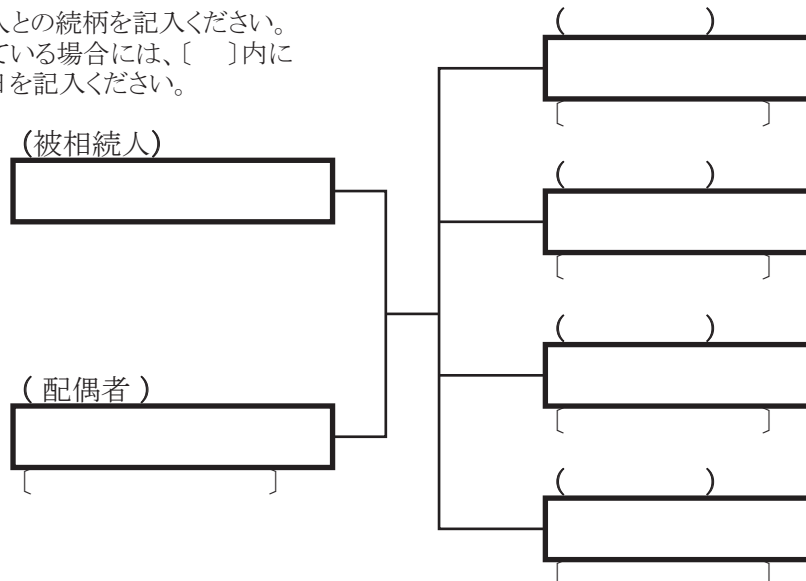 人との続柄を記入ください。
ている場合には、〔　〕内に
日を記入ください。
(被相続人)
( 配偶者 )
(　　　　)
〔　　　　〕
(　　　　)
〔　　　　〕
(　　　　)
〔　　　　〕
(　　　　)
〔　　　　〕
〔　　　　〕